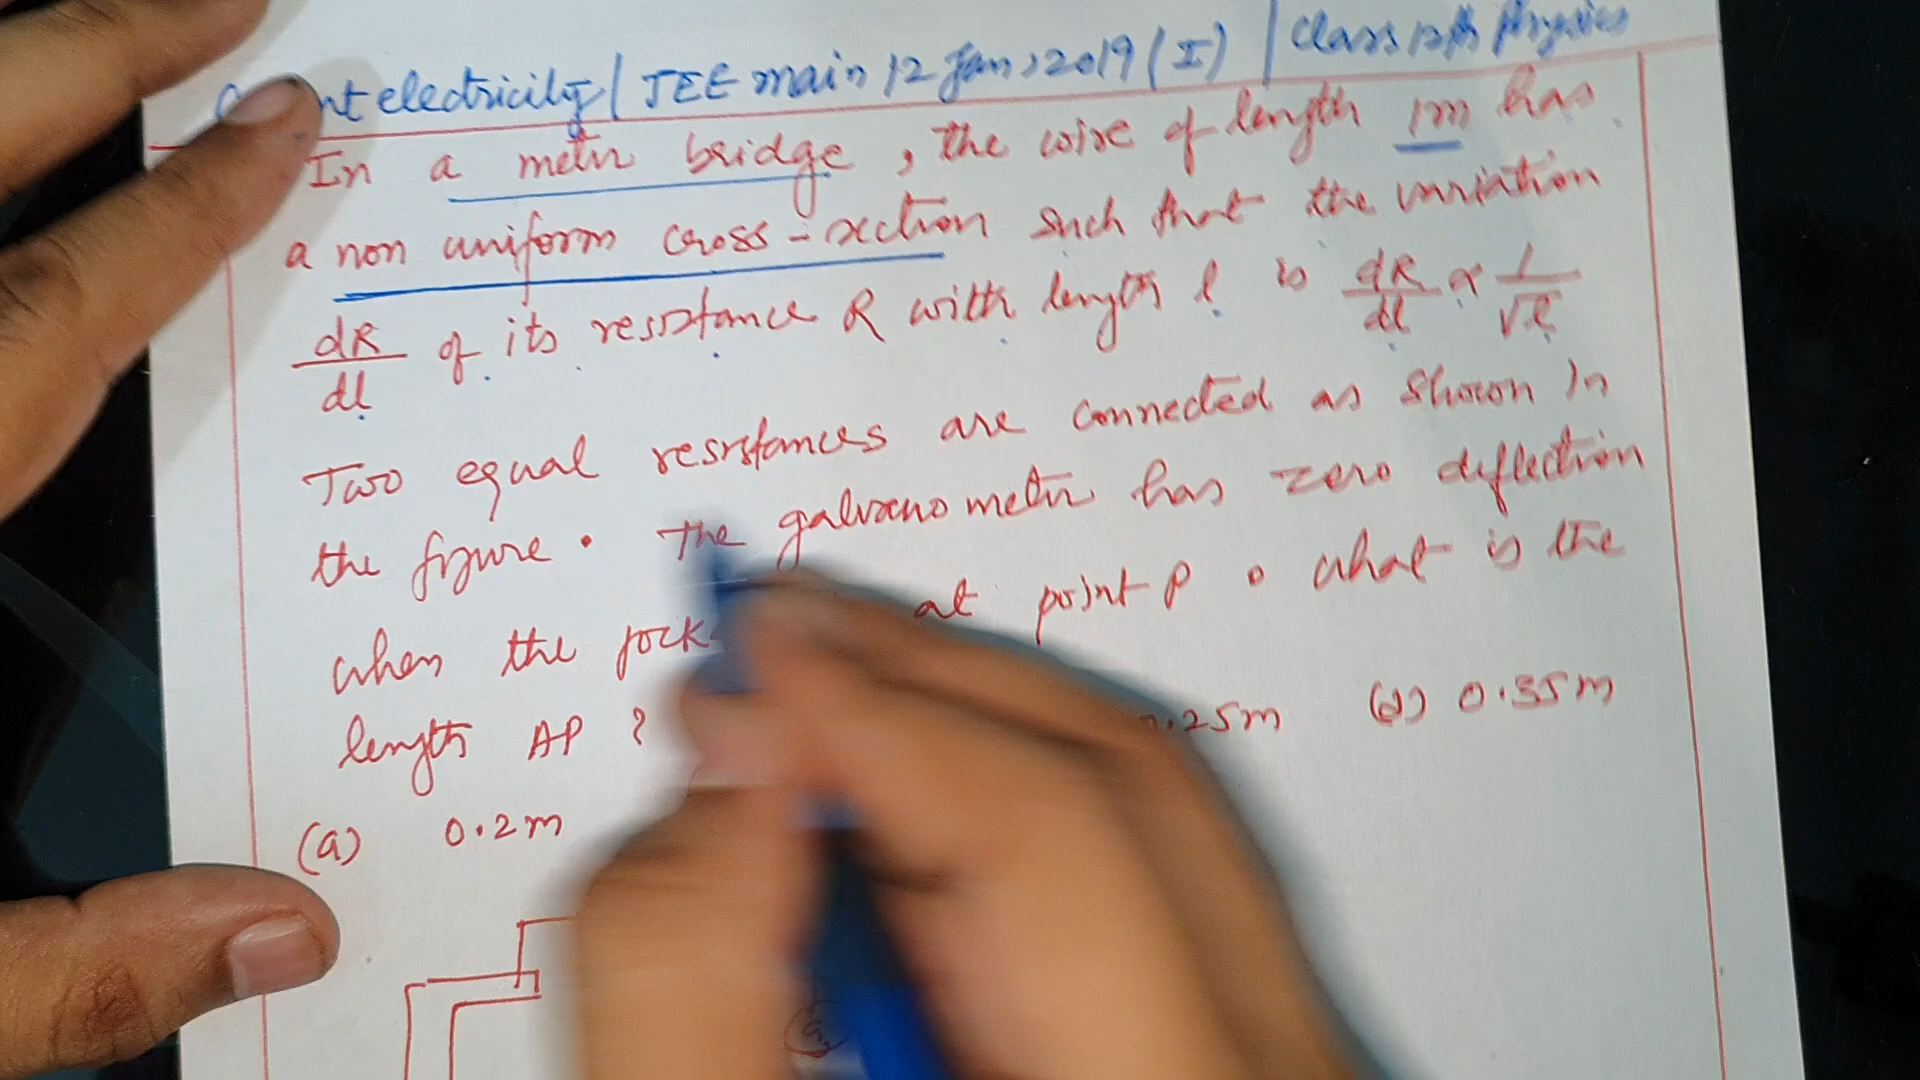 nt electricity / JEE main 12 Jan, 2019 (I) / Class 12th physics
In a meter bridge, the wire of length 1m has
a non uniform cross-section such that the variation
dR/dl of its resistance R with length l is dR/dl ∝ 1/√l
Two equal resistances are connected as shown in
the figure. The galvanometer has zero deflection
when the jock at point P. what is the
length AP?
.25m (d) 0.35m
(a) 0.2m
G